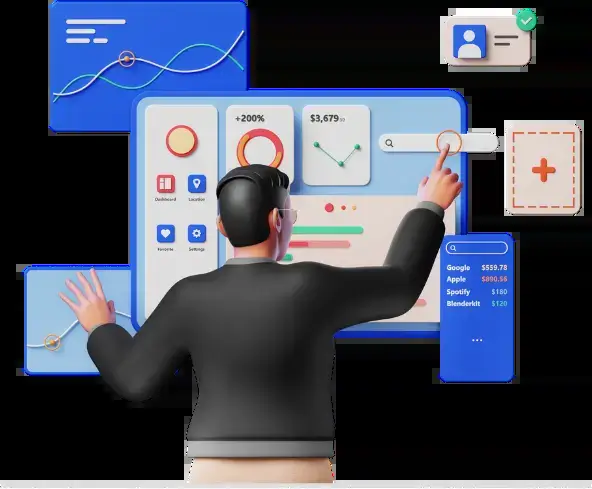 +200%
$3,679
Dashboard
Location
Favorite
Settings
Google $559.78
Apple $890.56
Spotify $180
Blenderkit $120
...